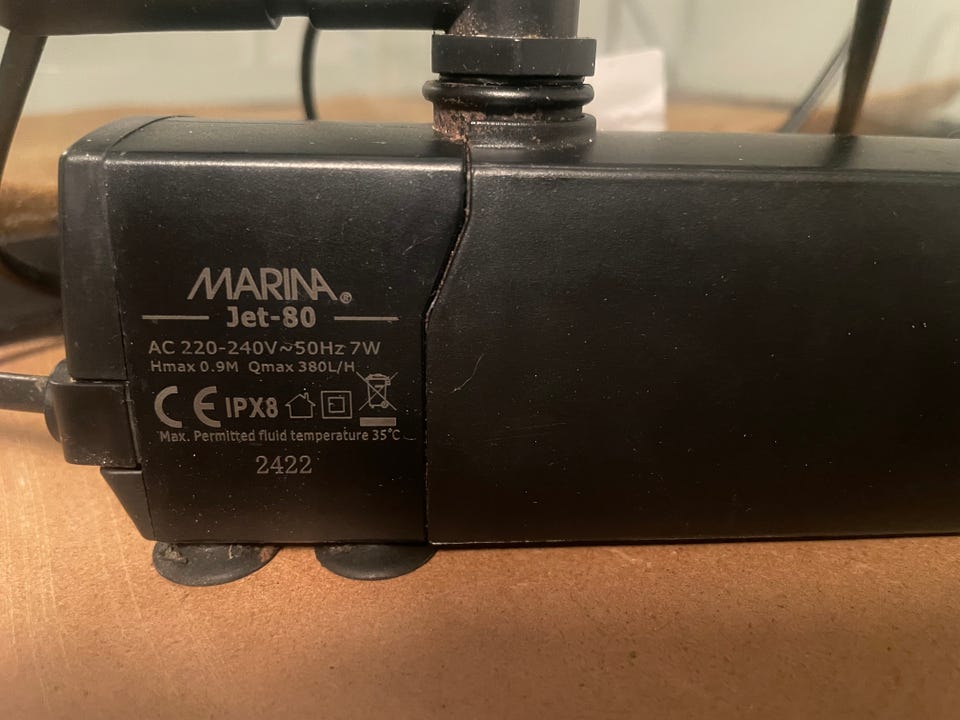 MARINA®
Jet-80
AC 220-240V~50Hz 7W
Hmax 0.9M Qmax 380L/H
CE IPX8
Max. Permitted fluid temperature 35°C
2422